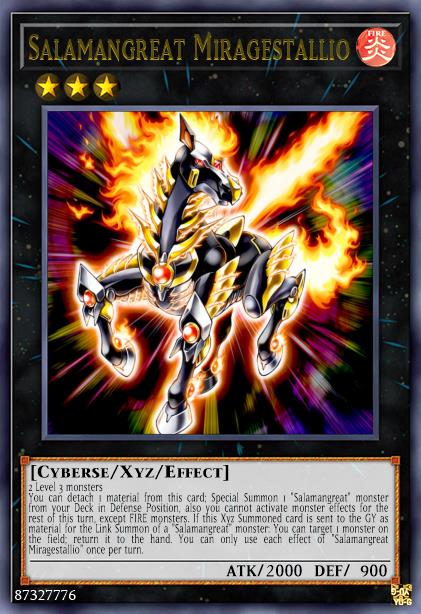 SALAMANGREAT MIRAGESTALLIO
FIRE
炎
[CYBERSE/XYZ/EFFECT]
2 Level 3 monsters
You can detach 1 material from this card; Special Summon 1 "Salamangreat" monster
from your Deck in Defense Position, also you cannot activate monster effects for the
rest of this turn, except FIRE monsters. If this Xyz Summoned card is sent to the GY as
material for the Link Summon of a "Salamangreat" monster: You can target 1 monster on
the field; return it to the hand. You can only use each effect of "Salamangreat
Miragestallio" once per turn.
ATK/2000 DEF/ 900
87327776